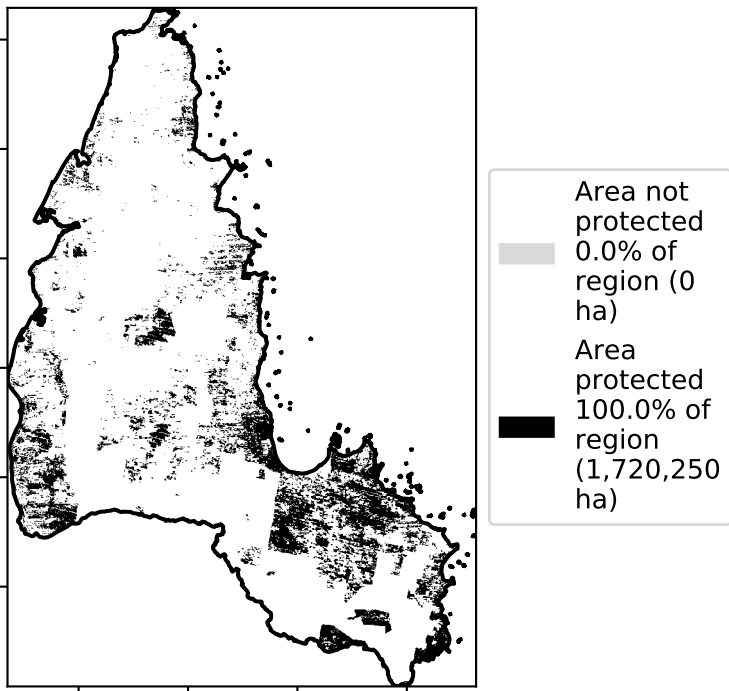 Area not
protected
0.0% of
region (0
ha)
Area
protected
100.0% of
region
(1,720,250
ha)